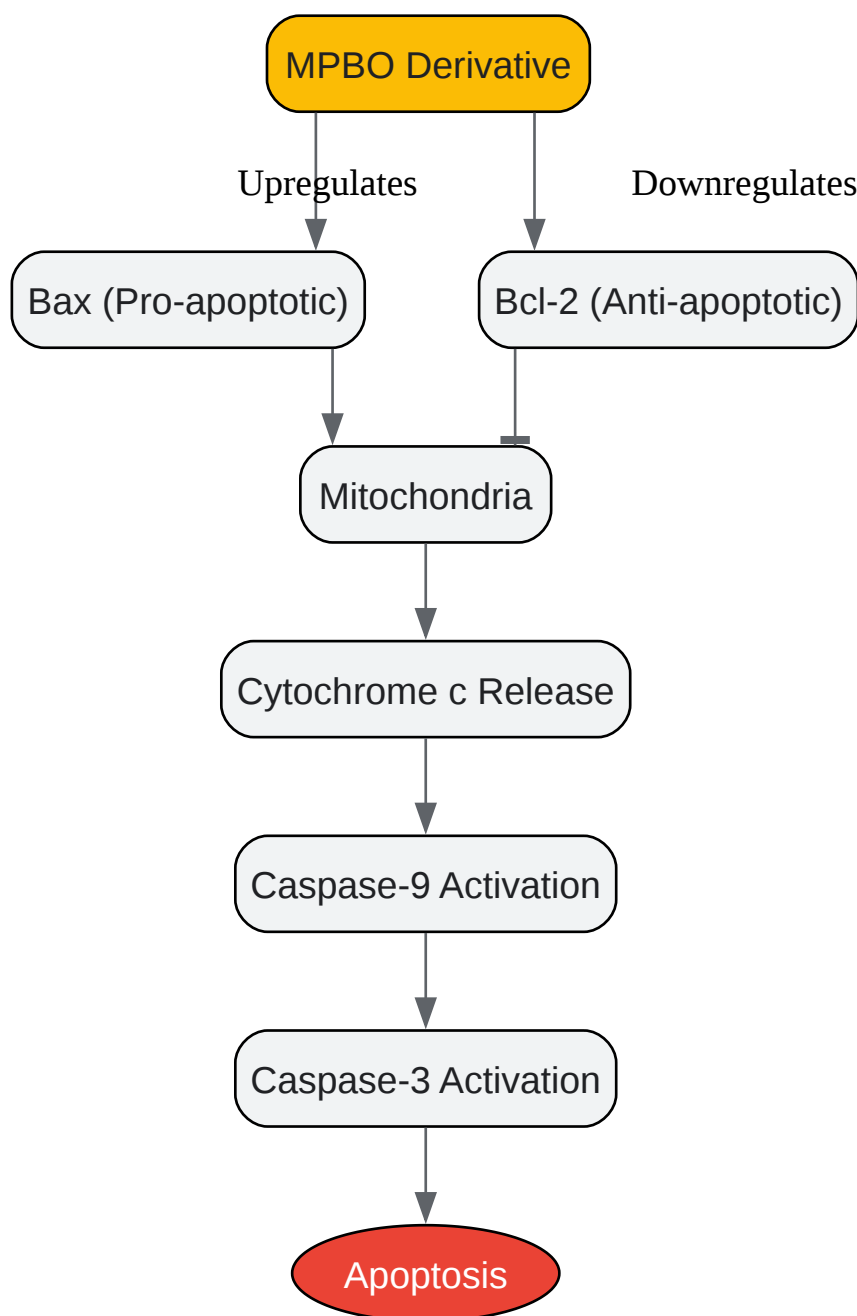 MPBO Derivative
Upregulates
Downregulates
Bax (Pro-apoptotic)
Bcl-2 (Anti-apoptotic)
Mitochondria
Cytochrome c Release
Caspase-9 Activation
Caspase-3 Activation
Apoptosis